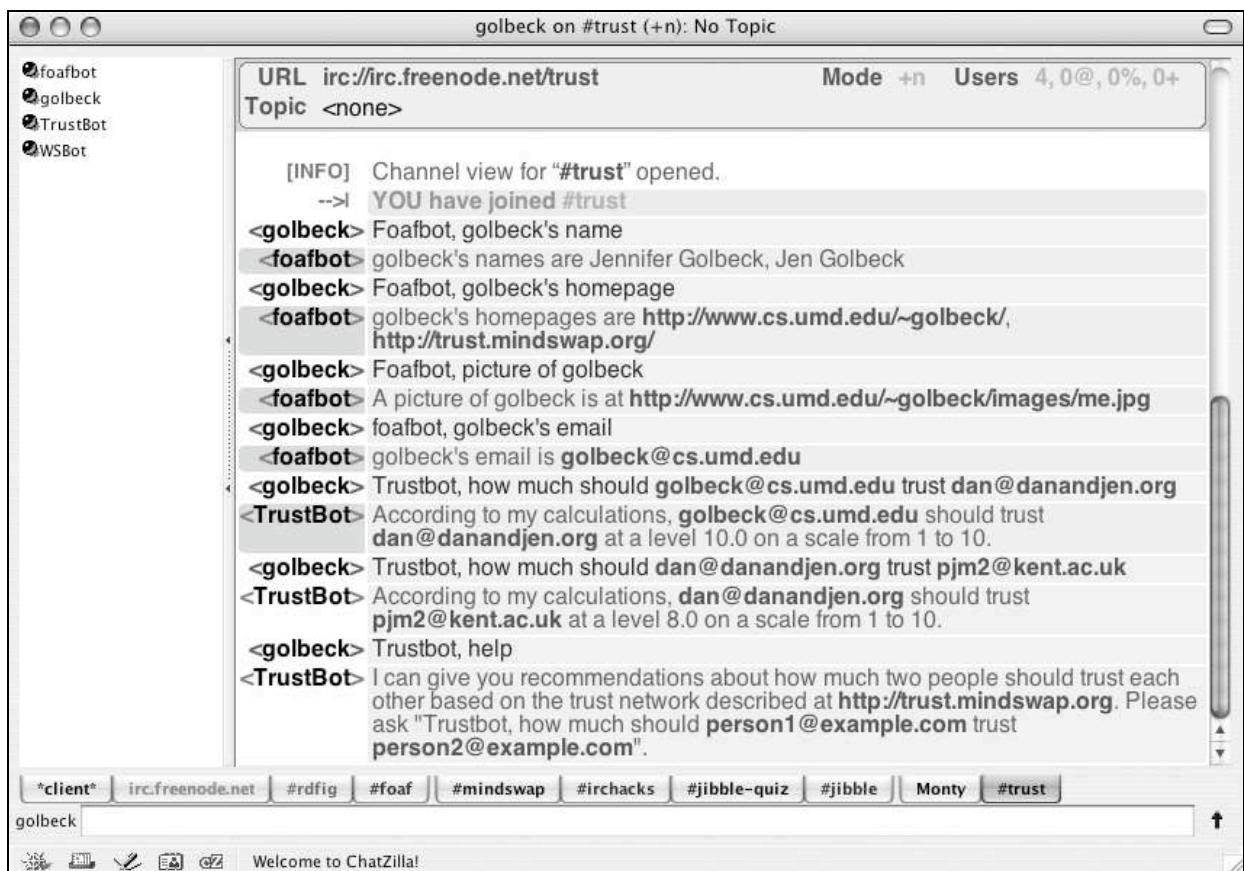 golbeck on #trust (+n): No Topic
foafbot
golbeck
TrustBot
WSBot
URL irc://irc.freenode.net/trust Mode +n Users 4, 0@, 0%, 0+
Topic <none>
[INFO] Channel view for “#trust” opened.
-->| YOU have joined #trust
<golbeck> Foafbot, golbeck's name
<foafbot> golbeck's names are Jennifer Golbeck, Jen Golbeck
<golbeck> Foafbot, golbeck's homepage
<foafbot> golbeck's homepages are http://www.cs.umd.edu/~golbeck/,
http://trust.mindswap.org/
<golbeck> Foafbot, picture of golbeck
<foafbot> A picture of golbeck is at http://www.cs.umd.edu/~golbeck/images/me.jpg
<golbeck> foafbot, golbeck's email
<foafbot> golbeck's email is golbeck@cs.umd.edu
<golbeck> Trustbot, how much should golbeck@cs.umd.edu trust dan@danandjen.org
<TrustBot> According to my calculations, golbeck@cs.umd.edu should trust
dan@danandjen.org at a level 10.0 on a scale from 1 to 10.
<golbeck> Trustbot, how much should dan@danandjen.org trust pjm2@kent.ac.uk
<TrustBot> According to my calculations, dan@danandjen.org should trust
pjm2@kent.ac.uk at a level 8.0 on a scale from 1 to 10.
<golbeck> Trustbot, help
<TrustBot> I can give you recommendations about how much two people should trust each
other based on the trust network described at http://trust.mindswap.org. Please
ask "Trustbot, how much should person1@example.com trust
person2@example.com".
*client* irc.freenode.net #rdfig #foaf #mindswap #irchacks #jibble-quiz #jibble Monty #trust
golbeck
Welcome to ChatZilla!